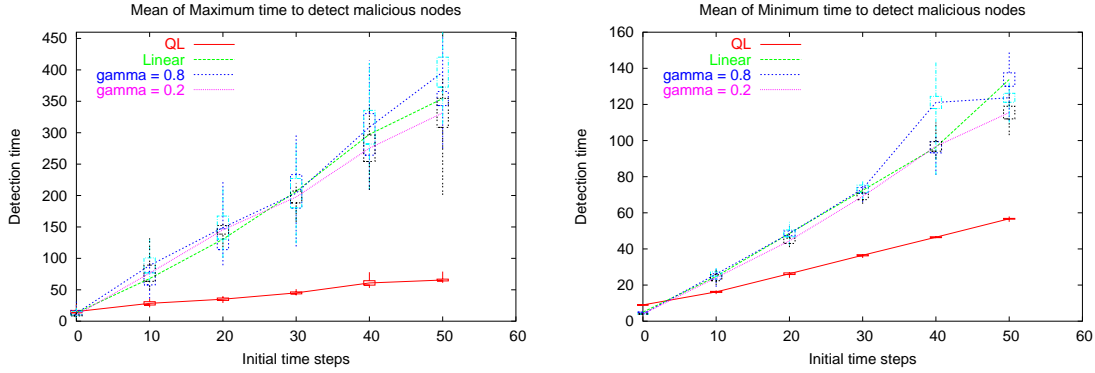 Mean of Maximum time to detect malicious nodes
450
400
350
300
250
200
150
100
50
0
Detection time
QL
Linear
gamma = 0.8
gamma = 0.2
0 10 20 30 40 50 60
Initial time steps
Mean of Minimum time to detect malicious nodes
160
140
120
100
80
60
40
20
0
Detection time
QL
Linear
gamma = 0.8
gamma = 0.2
0 10 20 30 40 50 60
Initial time steps